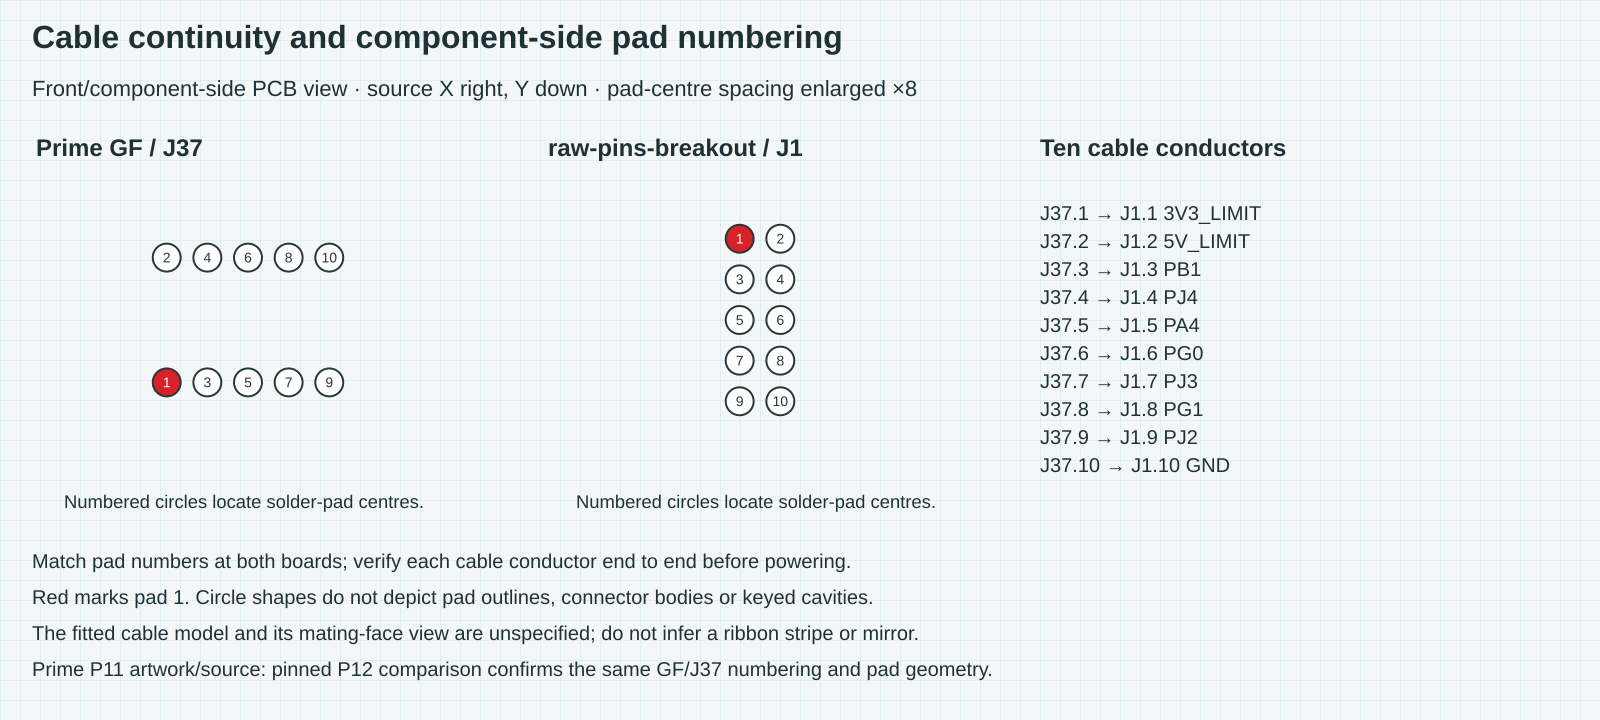 Cable continuity and component-side pad numbering
Front/component-side PCB view · source X right, Y down · pad-centre spacing enlarged ×8
Prime GF / J37
2 4 6 8 10
1 3 5 7 9
Numbered circles locate solder-pad centres.
raw-pins-breakout / J1
1 2
3 4
5 6
7 8
9 10
Numbered circles locate solder-pad centres.
Ten cable conductors
J37.1 → J1.1 3V3_LIMIT
J37.2 → J1.2 5V_LIMIT
J37.3 → J1.3 PB1
J37.4 → J1.4 PJ4
J37.5 → J1.5 PA4
J37.6 → J1.6 PG0
J37.7 → J1.7 PJ3
J37.8 → J1.8 PG1
J37.9 → J1.9 PJ2
J37.10 → J1.10 GND
Match pad numbers at both boards; verify each cable conductor end to end before powering.
Red marks pad 1. Circle shapes do not depict pad outlines, connector bodies or keyed cavities.
The fitted cable model and its mating-face view are unspecified; do not infer a ribbon stripe or mirror.
Prime P11 artwork/source: pinned P12 comparison confirms the same GF/J37 numbering and pad geometry.